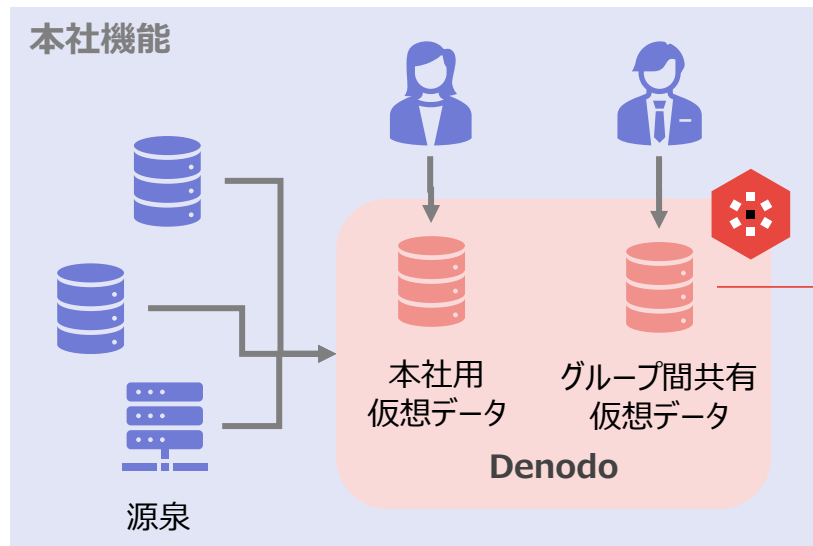 本社機能
本社用
仮想データ
グループ間共有
仮想データ
Denodo
源泉